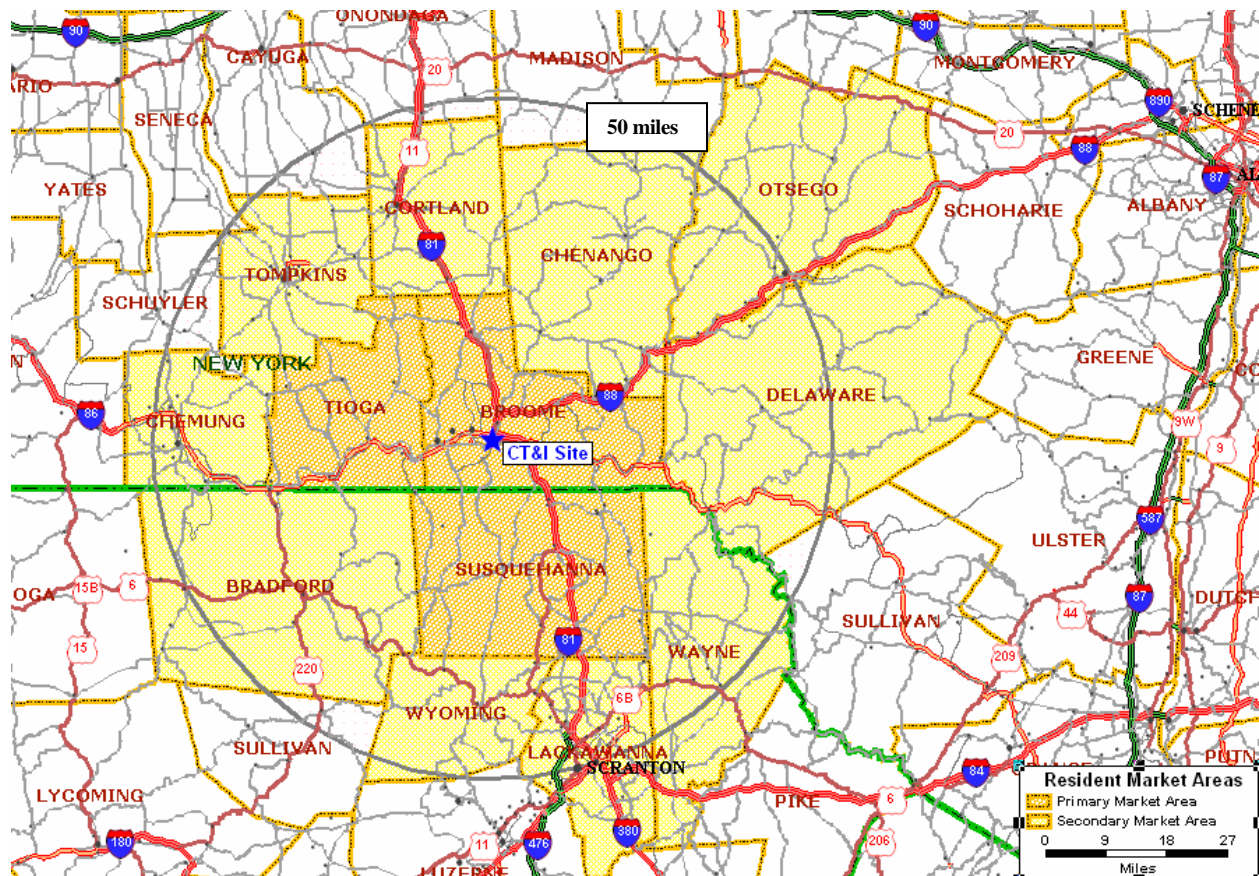 ONONDAGA
90
90
CAYUGA
MADISON
20
MONTGOMERY
ARIO
890
SCHENE
SENECA
50 miles
20
11
88
YATES
OTSEGO
87
AL
CORTLAND
SCHOHARIE
ALBANY
81
CHENANGO
TOMPKINS
SCHUYLER
NEW YORK
GREENE
N
CO
86
TIOGA
88
DELAWARE
BROOME
CHEMUNG
9W
9
CT&I Site
587
ULSTER
SUSQUEHANNA
BRADFORD
OGA
15B
6
87
DUTCH
44
SULLIVAN
81
15
WAYNE
209
220
6B
WYOMING
SULLIVAN
LACKAWANNA
SCRANTON
PUTN
84
LYCOMING
PIKE
6
180
11
476
380
206
LUZERNE
Resident Market Areas
Primary Market Area
Secondary Market Area
0 9 18 27
Miles